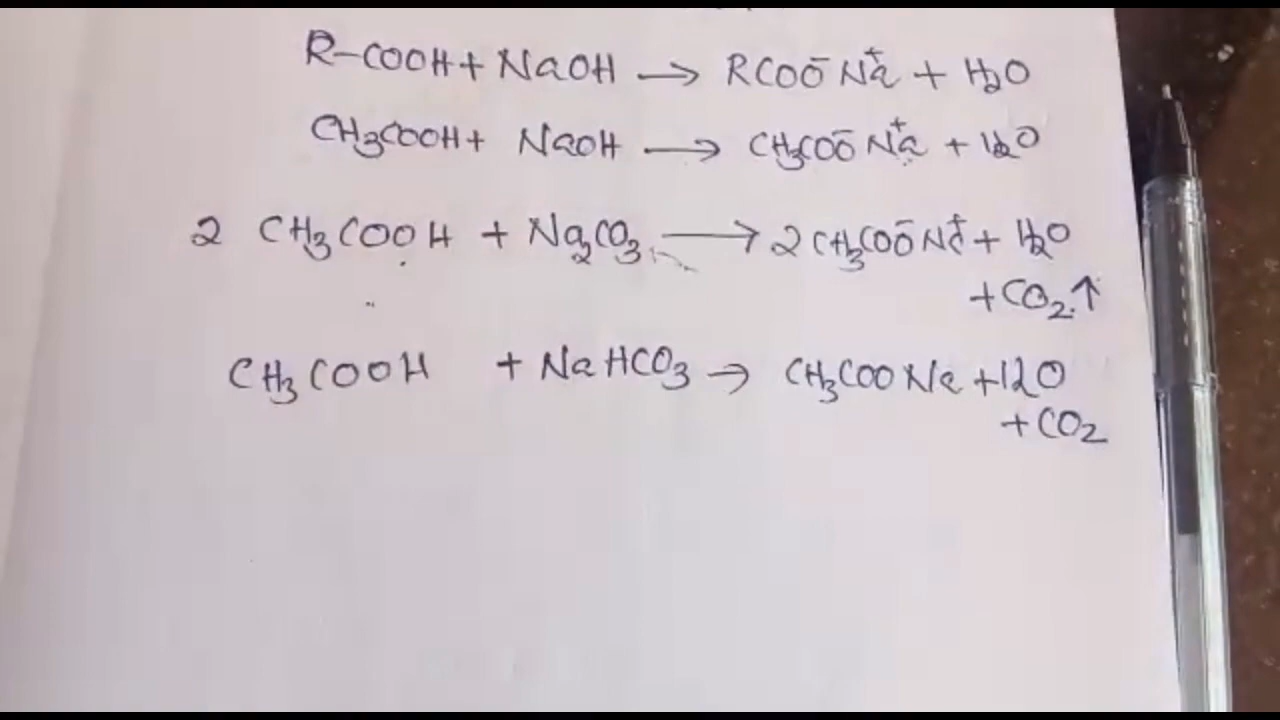 R-COOH + NaOH → RCOO⁻ Na⁺ + H₂O
CH₃COOH + NaOH → CH₃COO⁻ Na⁺ + H₂O
2 CH₃COOH + Na₂CO₃ → 2 CH₃COO⁻ Na⁺ + H₂O
+ CO₂ ↑
CH₃COOH + NaHCO₃ → CH₃COONa + H₂O
+ CO₂